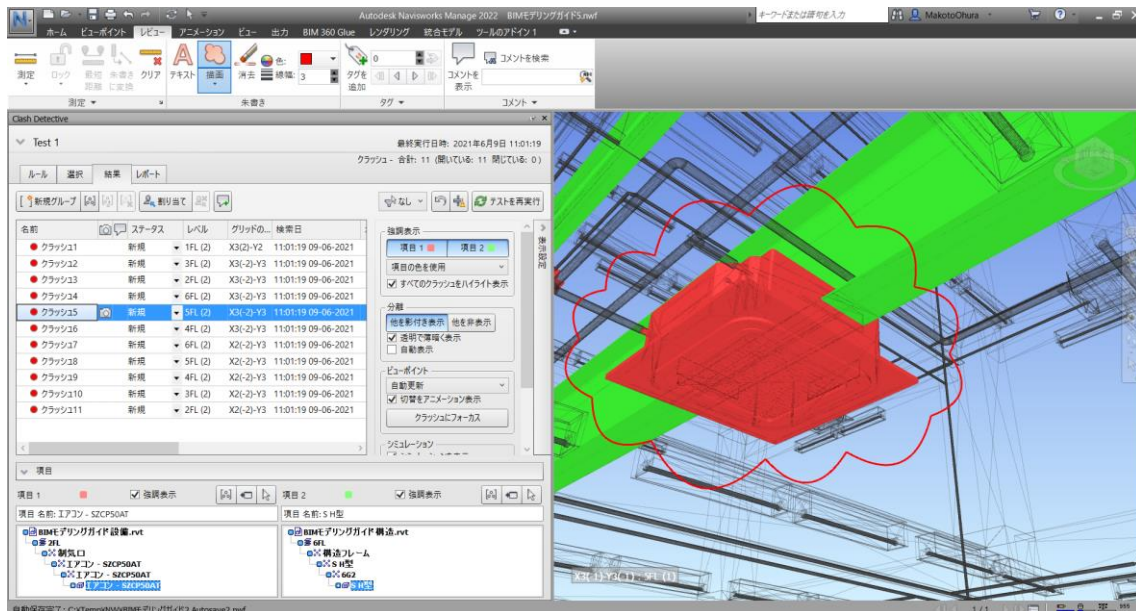 Autodesk Navisworks Manage 2022 BIMモデリングガイド5.nwf
キーワードまたは語句を入力
MakotoOhura
ホーム ビューポイント レビュー アニメーション ビュー 出力 BIM 360 Glue レンダリング 統合モデル ツールのアドイン 1
測定 ロック 最短距離 朱書きに変換 クリア テキスト 描画 消去 色: 線幅: 3 タグを追加 0 コメントを表示 コメントを検索
測定 朱書き タグ コメント
Clash Detective
Test 1
最終実行日時: 2021年6月9日 11:01:19
クラッシュ - 合計: 11 (開いている: 11 閉じている: 0)
ルール 選択 結果 レポート
新規グループ 割り当て なし テストを再実行
名前 ステータス レベル グリッドの... 検索日
クラッシュ1 新規 1FL (2) X3(2)-Y2 11:01:19 09-06-2021
クラッシュ2 新規 3FL (2) X3(-2)-Y3 11:01:19 09-06-2021
クラッシュ3 新規 2FL (2) X3(-2)-Y3 11:01:19 09-06-2021
クラッシュ4 新規 6FL (2) X3(-2)-Y3 11:01:19 09-06-2021
クラッシュ5 新規 5FL (2) X3(-2)-Y3 11:01:19 09-06-2021
クラッシュ6 新規 4FL (2) X3(-2)-Y3 11:01:19 09-06-2021
クラッシュ7 新規 6FL (2) X2(-2)-Y3 11:01:19 09-06-2021
クラッシュ8 新規 5FL (2) X2(-2)-Y3 11:01:19 09-06-2021
クラッシュ9 新規 4FL (2) X2(-2)-Y3 11:01:19 09-06-2021
クラッシュ10 新規 3FL (2) X2(-2)-Y3 11:01:19 09-06-2021
クラッシュ11 新規 2FL (2) X2(-2)-Y3 11:01:19 09-06-2021
強調表示
項目 1 項目 2
項目の色を使用
すべてのクラッシュをハイライト表示
分離
他を影付き表示 他を非表示
透明で薄暗く表示
自動表示
ビューポイント
自動更新
切替をアニメーション表示
クラッシュにフォーカス
シミュレーション
表示設定
項目
項目 1 強調表示 項目 2 強調表示
項目 名前: エアコン - SZCP50AT 項目 名前: S H型
BIMモデリングガイド 設備.rvt
2FL
制気口
エアコン - SZCP50AT
エアコン - SZCP50AT
エアコン - SZCP50AT
BIMモデリングガイド 構造.rvt
6FL
構造フレーム
S H型
6G2
S H型
X3(-1)-Y3(-1) : 5FL (1)
1 / 1